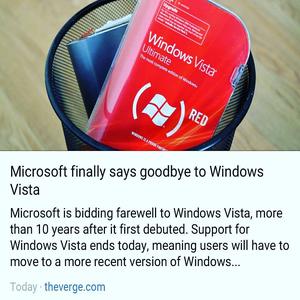 Windows Vista
Ultimate
(RED
Microsoft finally says goodbye to Windows
Vista
Microsoft is bidding farewell to Windows Vista, more
than 10 years after it first debuted. Support for
Windows Vista ends today, meaning users will have to
move to a more recent version of Windows...
Today · theverge.com